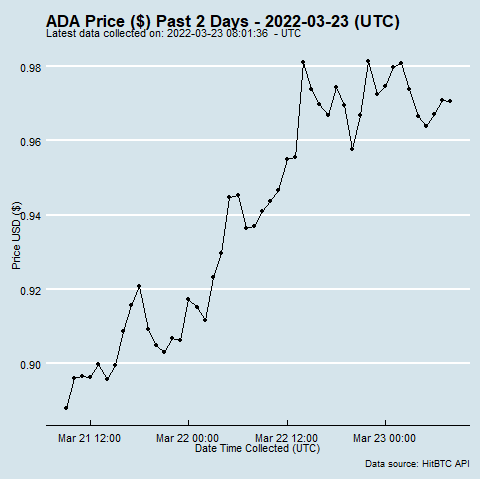 ADA Price ($) Past 2 Days - 2022-03-23 (UTC)
Latest data collected on: 2022-03-23 08:01:36 - UTC
0.98
0.96
0.94
0.92
0.90
Price USD ($)
Mar 21 12:00 Mar 22 00:00 Mar 22 12:00 Mar 23 00:00
Date Time Collected (UTC)
Data source: HitBTC API